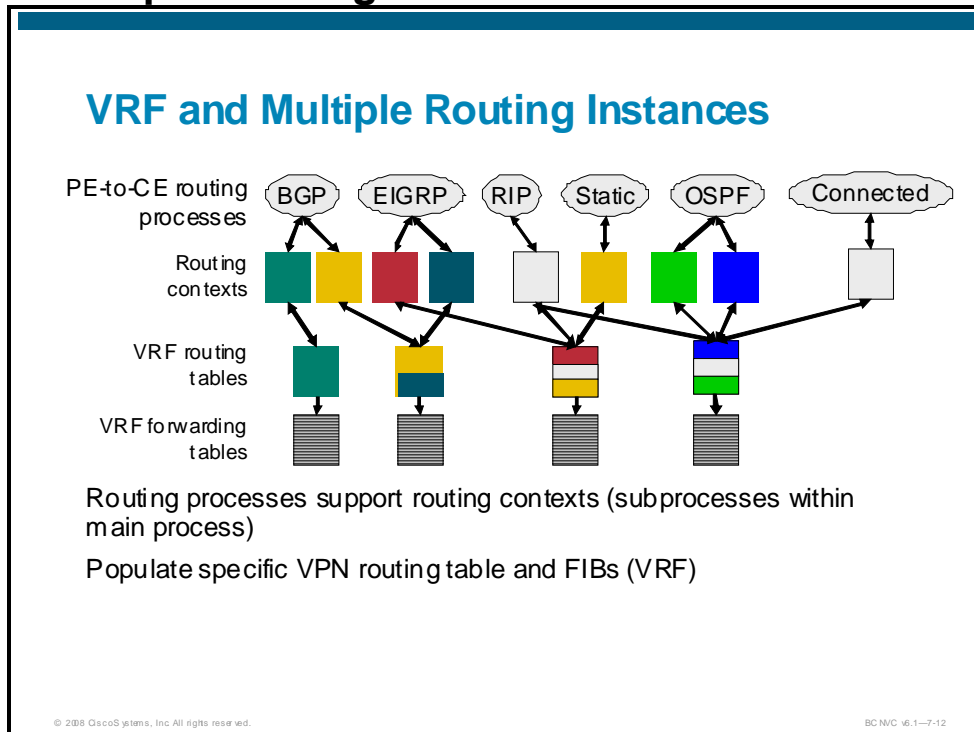 VRF and Multiple Routing Instances
PE-to-CE routing
processes
BGP
EIGRP
RIP
Static
OSPF
Connected
Routing
contexts
VRF routing
tables
VRF forwarding
tables
Routing processes support routing contexts (subprocesses within
main process)
Populate specific VPN routing table and FIBs (VRF)
© 2008 Cisco Systems, Inc. All rights reserved.
BCNVC v6.1—7-12